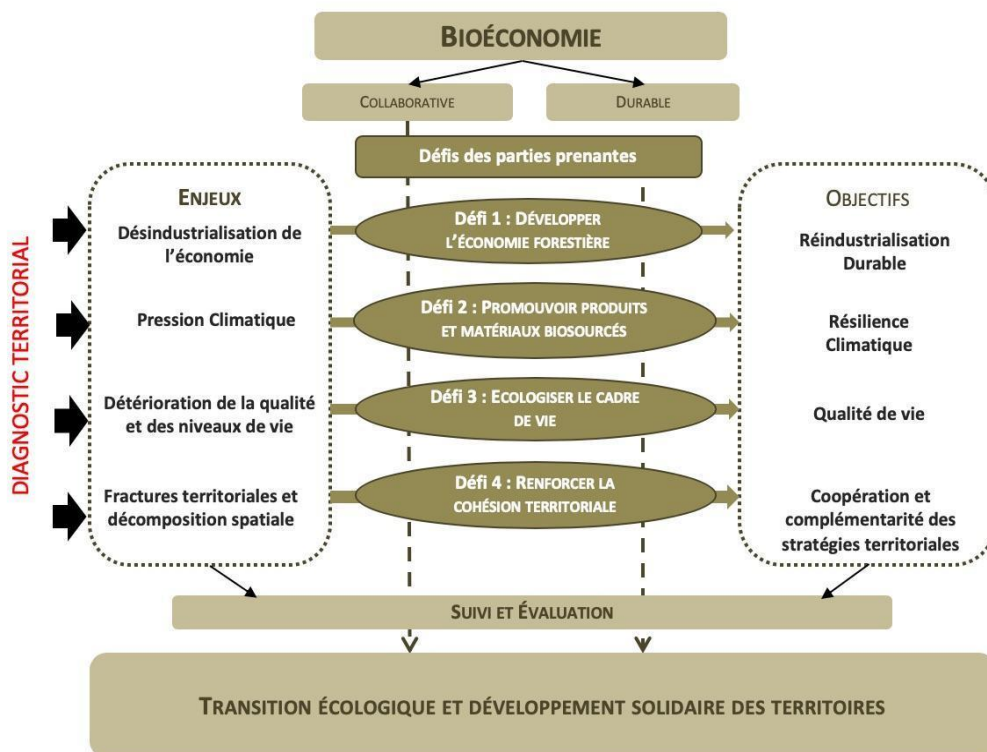 BIOÉCONOMIE
COLLABORATIVE
DURABLE
Défis des parties prenantes
DIAGNOSTIC TERRITORIAL
ENJEUX
Désindustrialisation de
l’économie
Pression Climatique
Détérioration de la qualité
et des niveaux de vie
Fractures territoriales et
décomposition spatiale
Défi 1 : DÉVELOPPER
L’ÉCONOMIE FORESTIÈRE
Défi 2 : PROMOUVOIR PRODUITS
ET MATÉRIAUX BIOSOURCÉS
Défi 3 : ECOLOGISER LE CADRE
DE VIE
Défi 4 : RENFORCER LA
COHÉSION TERRITORIALE
OBJECTIFS
Réindustrialisation
Durable
Résilience
Climatique
Qualité de vie
Coopération et
complémentarité des
stratégies territoriales
SUIVI ET ÉVALUATION
TRANSITION ÉCOLOGIQUE ET DÉVELOPPEMENT SOLIDAIRE DES TERRITOIRES